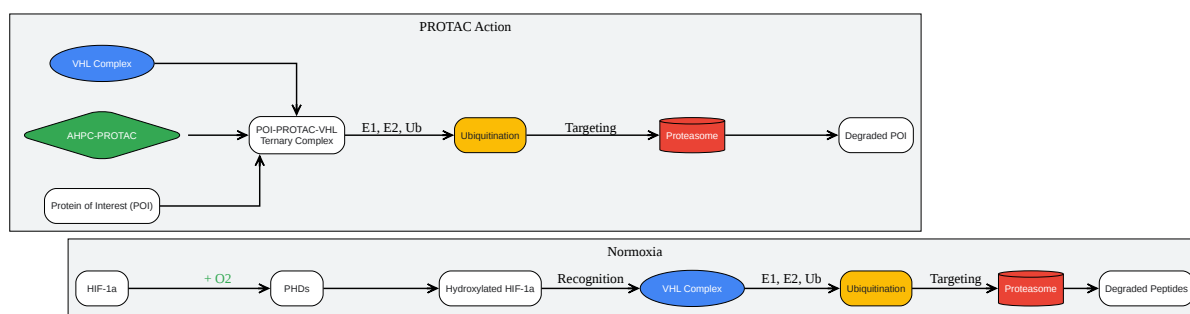 PROTAC Action
VHL Complex
AHPC-PROTAC
POI-PROTAC-VHL
Ternary Complex
E1, E2, Ub
Ubiquitination
Targeting
Proteasome
Degraded POI
Protein of Interest (POI)
Normoxia
HIF-1a
+ O2
PHDs
Hydroxylated HIF-1a
Recognition
VHL Complex
E1, E2, Ub
Ubiquitination
Targeting
Proteasome
Degraded Peptides